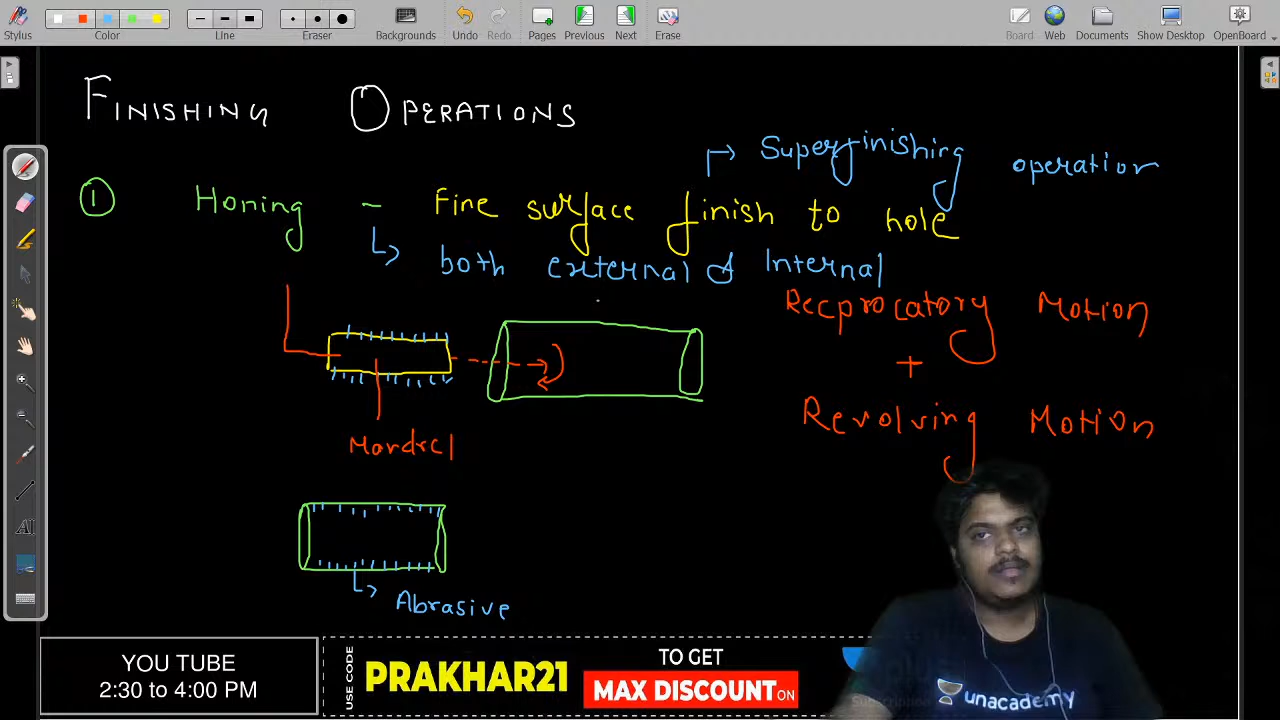 Stylus Color Line Eraser Backgrounds Undo Redo Pages Previous Next Erase Board Web Documents Show Desktop OpenBoard
FINISHING OPERATIONS
Superfinishing operation
① Honing - Fine surface finish to hole
both external & Internal
Recprocatory Motion
+
Revolving Motion
Mandrel
Abrasive
YOU TUBE
2:30 to 4:00 PM
USE CODE
PRAKHAR21
TO GET
MAX DISCOUNT ON
unacademy